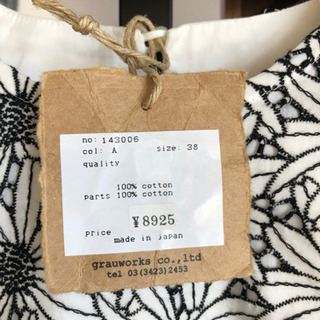 no: 143006
col: A size: 38
quality
100% cotton
parts 100% cotton
¥8925
price
made in Japan
grauworks co.,ltd
tel 03(3423)2453